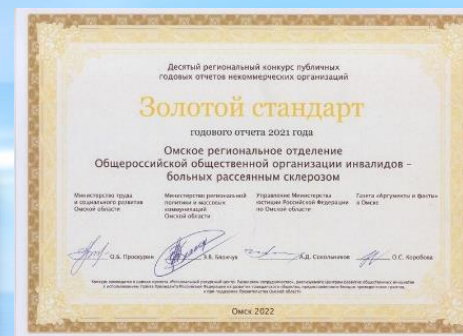 Десятый региональный конкурс публичных
годовых отчетов некоммерческих организаций
Золотой стандарт
годового отчета 2021 года
Омское региональное отделение
Общероссийской общественной организации инвалидов –
больных рассеянным склерозом
Министерство труда
и социального развития
Омской области
Министерство региональной
политики и массовых
коммуникаций
Омской области
Управление Министерства
юстиции Российской Федерации
по Омской области
Газета «Аргументы и факты»
в Омске
О.Б. Прокудин
А.Д. Сокольников
О.С. Коробова
Омск 2022